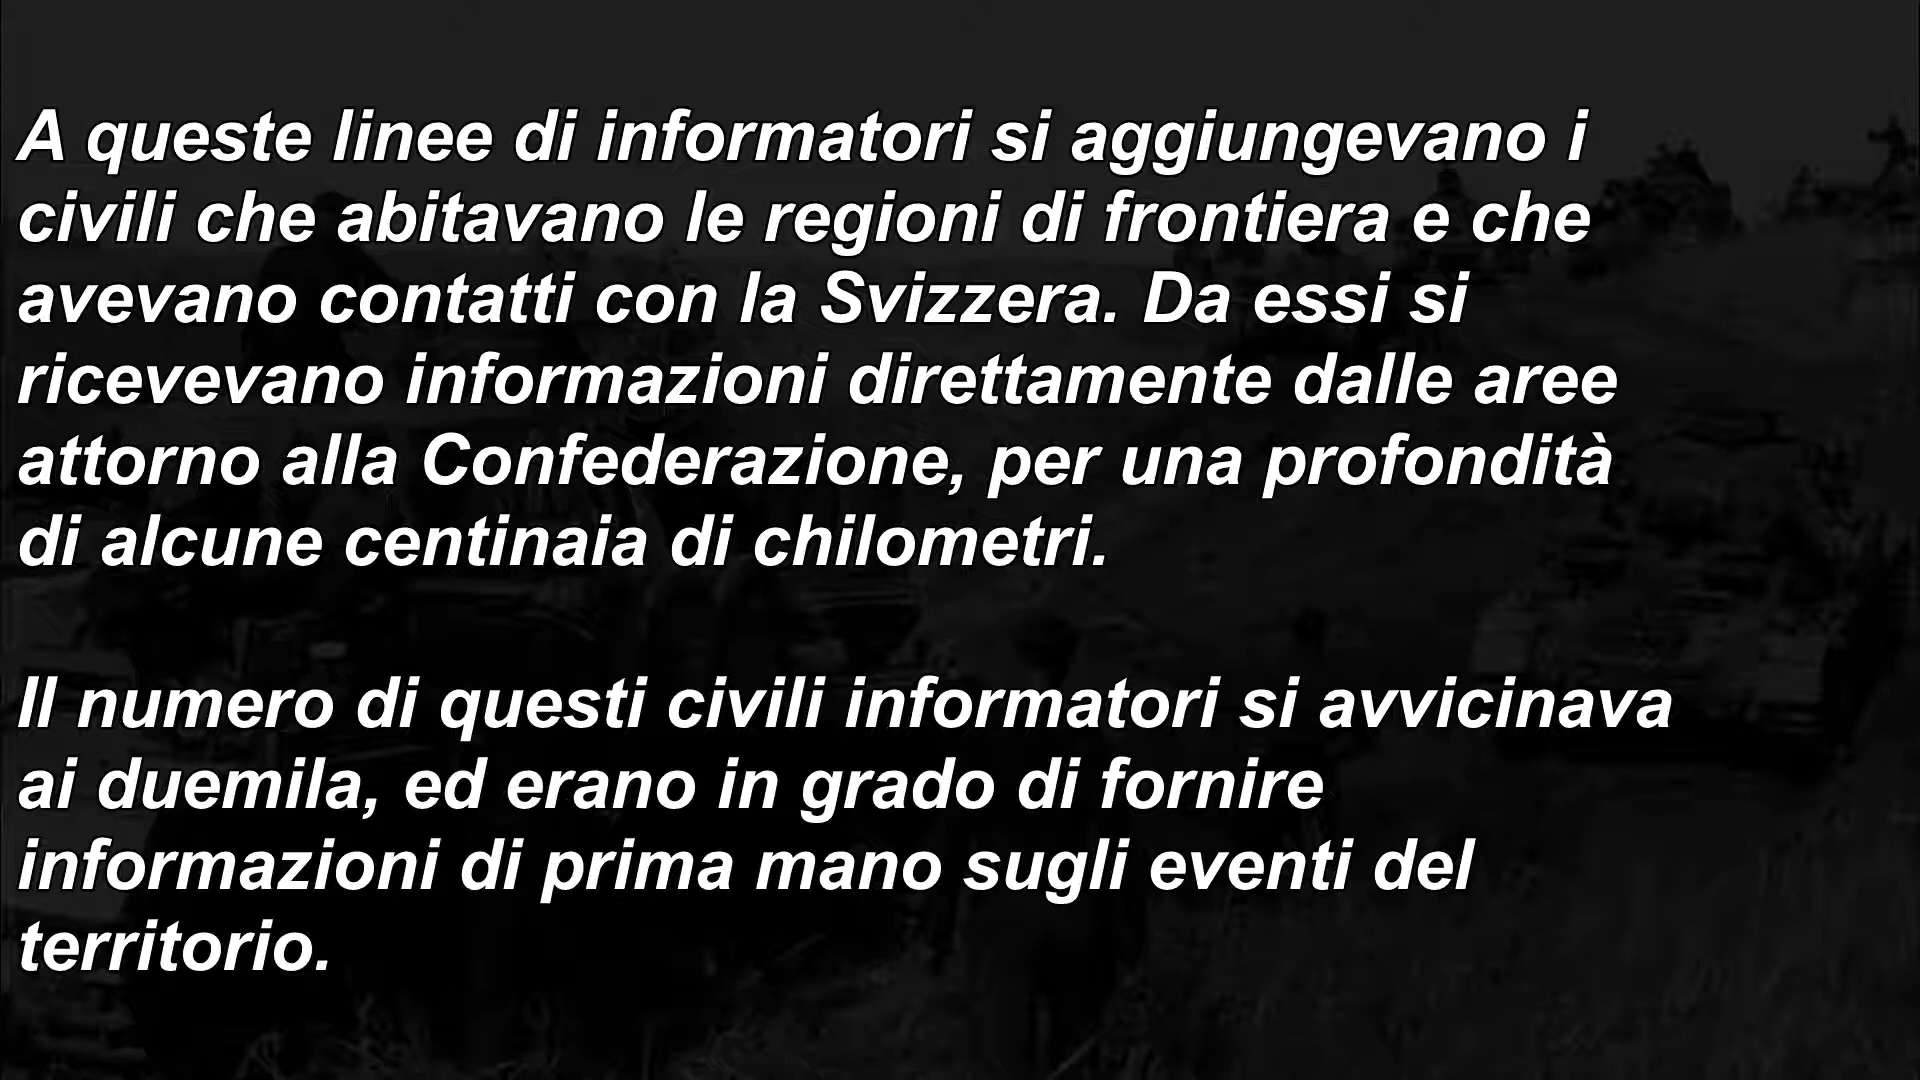 A queste linee di informatori si aggiungevano i
civili che abitavano le regioni di frontiera e che
avevano contatti con la Svizzera. Da essi si
ricevevano informazioni direttamente dalle aree
attorno alla Confederazione, per una profondità
di alcune centinaia di chilometri.
Il numero di questi civili informatori si avvicinava
ai duemila, ed erano in grado di fornire
informazioni di prima mano sugli eventi del
territorio.